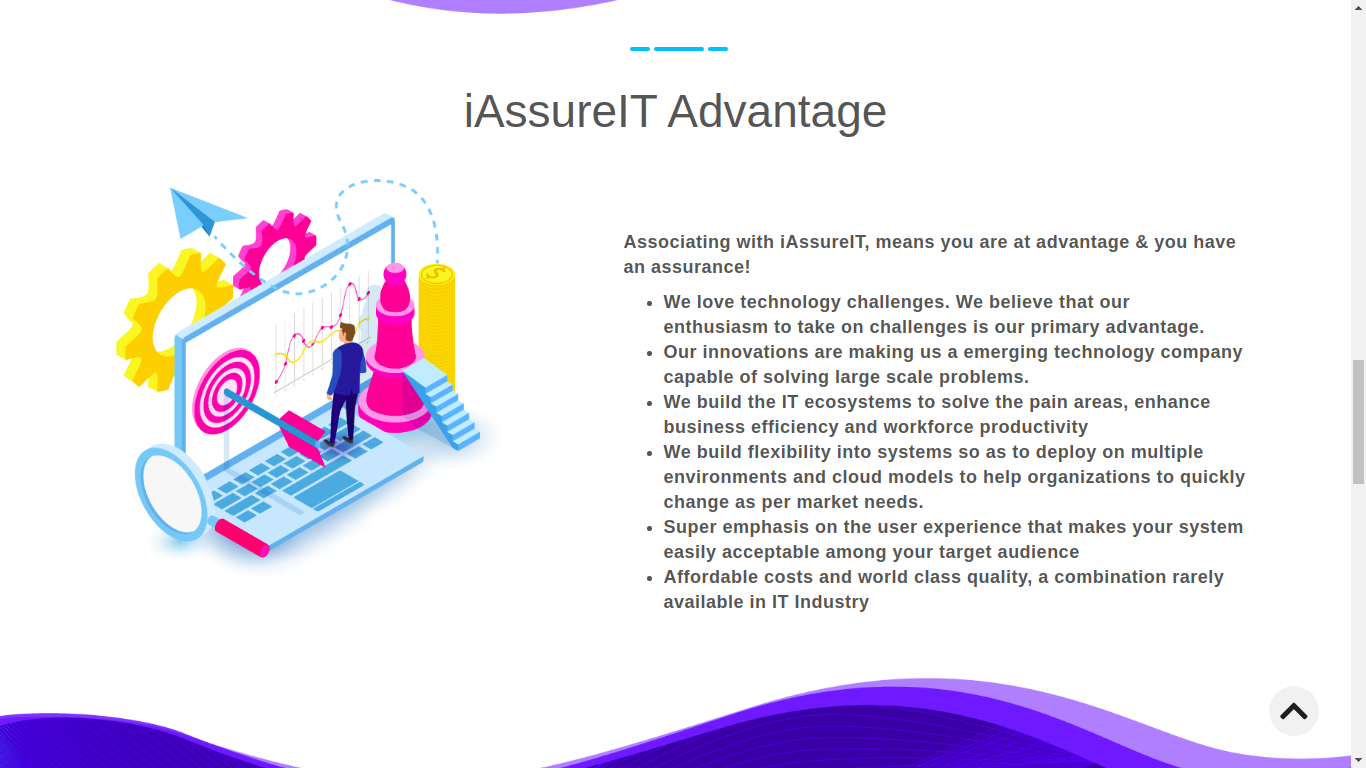 iAssureIT Advantage
Associating with iAssureIT, means you are at advantage & you have
an assurance!
• We love technology challenges. We believe that our
enthusiasm to take on challenges is our primary advantage.
• Our innovations are making us a emerging technology company
capable of solving large scale problems.
• We build the IT ecosystems to solve the pain areas, enhance
business efficiency and workforce productivity
• We build flexibility into systems so as to deploy on multiple
environments and cloud models to help organizations to quickly
change as per market needs.
• Super emphasis on the user experience that makes your system
easily acceptable among your target audience
• Affordable costs and world class quality, a combination rarely
available in IT Industry